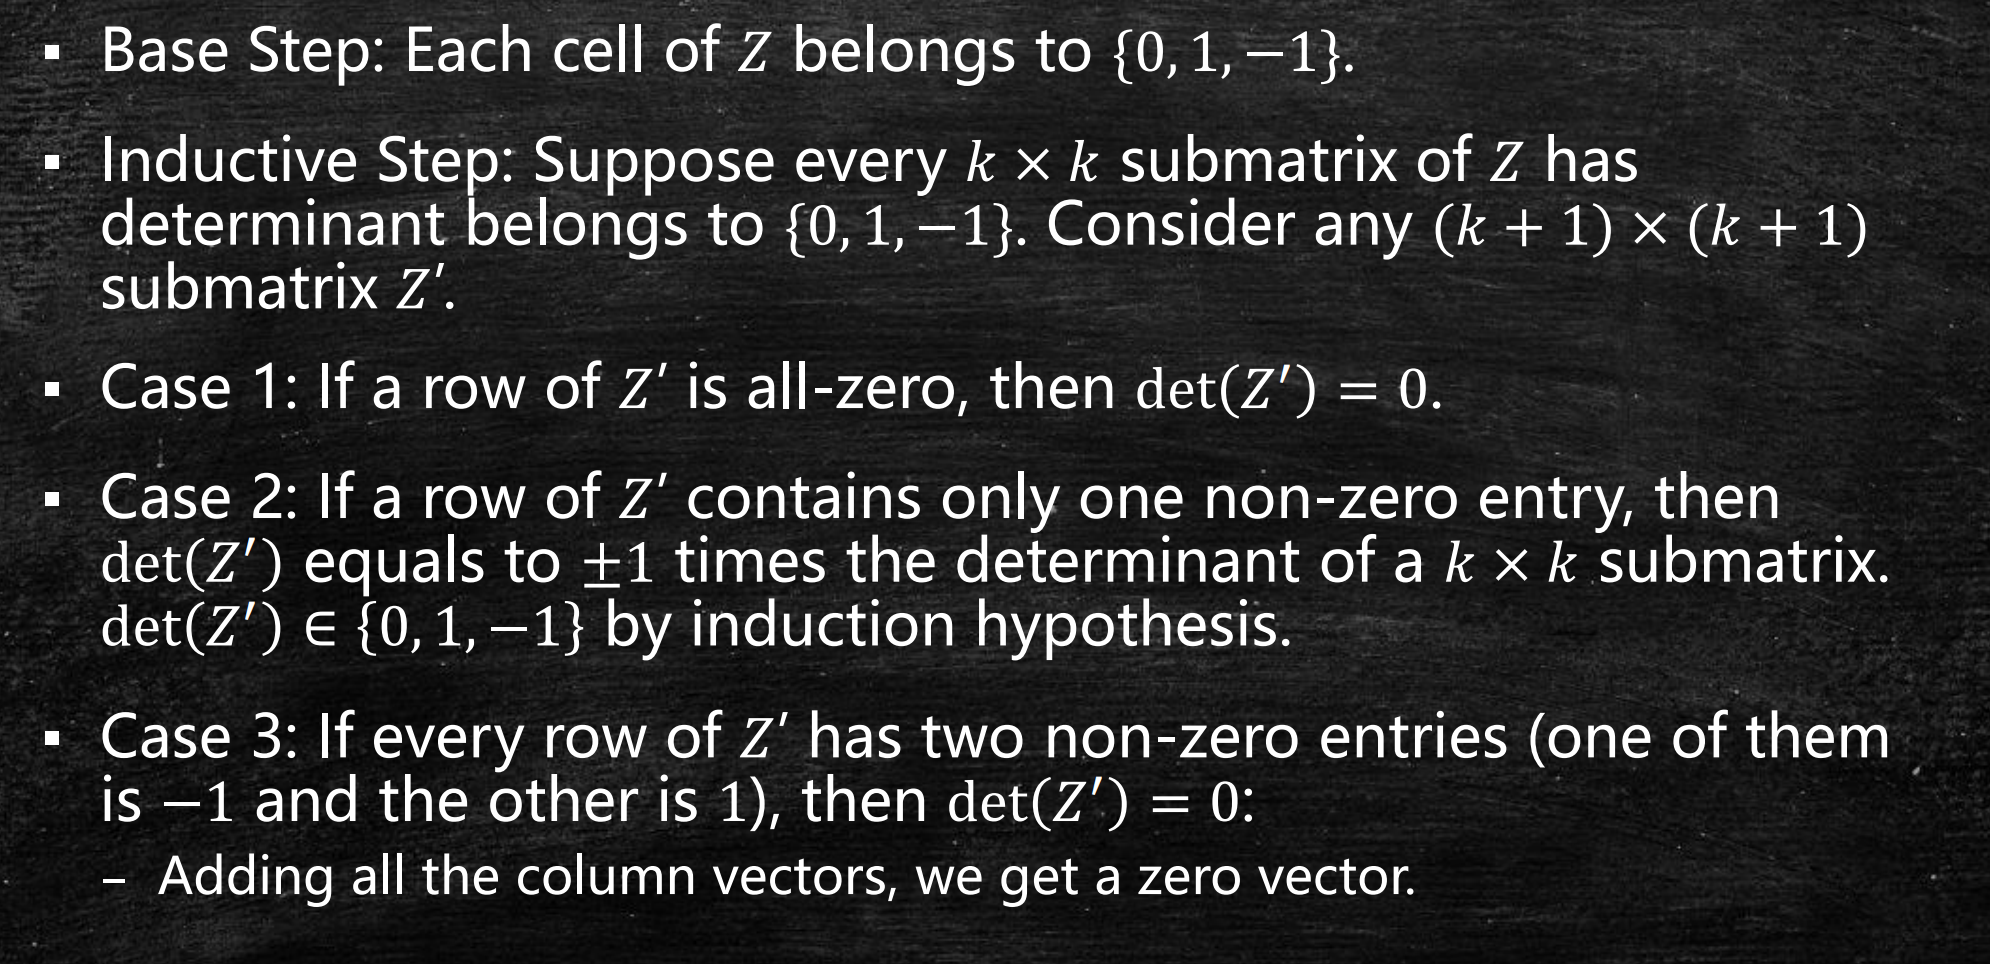 ▪ Base Step: Each cell of 𝑍 belongs to {0, 1, −1}.
▪ Inductive Step: Suppose every 𝑘 × 𝑘 submatrix of 𝑍 has
determinant belongs to {0, 1, −1}. Consider any (𝑘 + 1) × (𝑘 + 1)
submatrix 𝑍′.
▪ Case 1: If a row of 𝑍′ is all-zero, then det(𝑍′) = 0.
▪ Case 2: If a row of 𝑍′ contains only one non-zero entry, then
det(𝑍′) equals to ±1 times the determinant of a 𝑘 × 𝑘 submatrix.
det(𝑍′) ∈ {0, 1, −1} by induction hypothesis.
▪ Case 3: If every row of 𝑍′ has two non-zero entries (one of them
is −1 and the other is 1), then det(𝑍′) = 0:
– Adding all the column vectors, we get a zero vector.